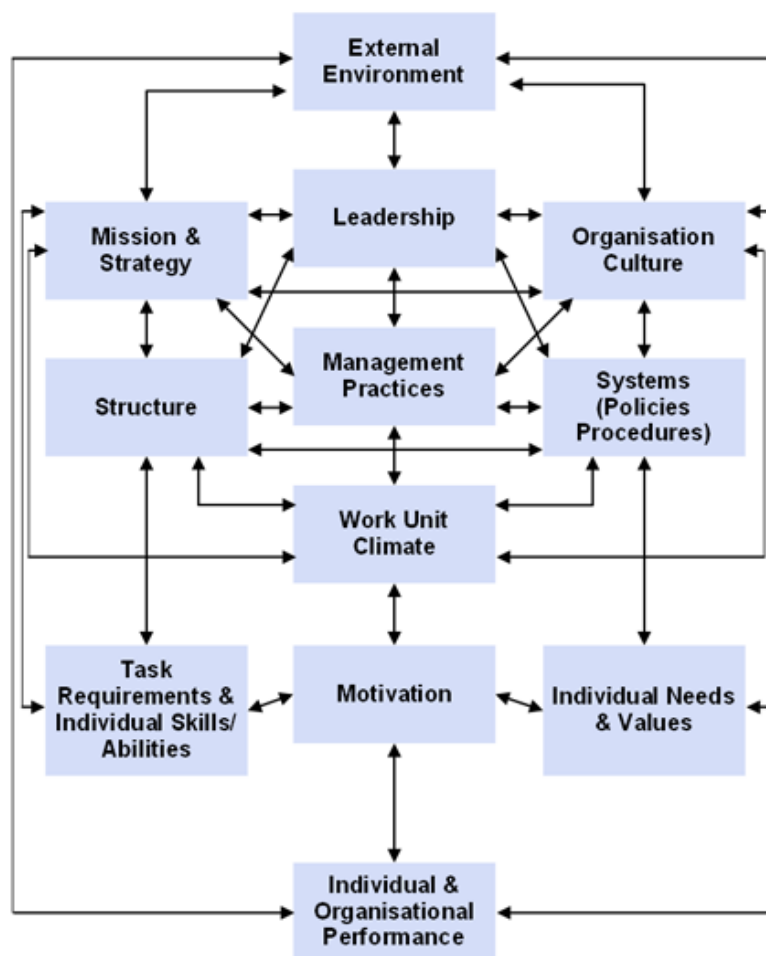 External
Environment
Leadership
Mission &
Strategy
Organisation
Culture
Management
Practices
Structure
Systems
(Policies
Procedures)
Work Unit
Climate
Task
Requirements &
Individual Skills/
Abilities
Motivation
Individual Needs
& Values
Individual &
Organisational
Performance